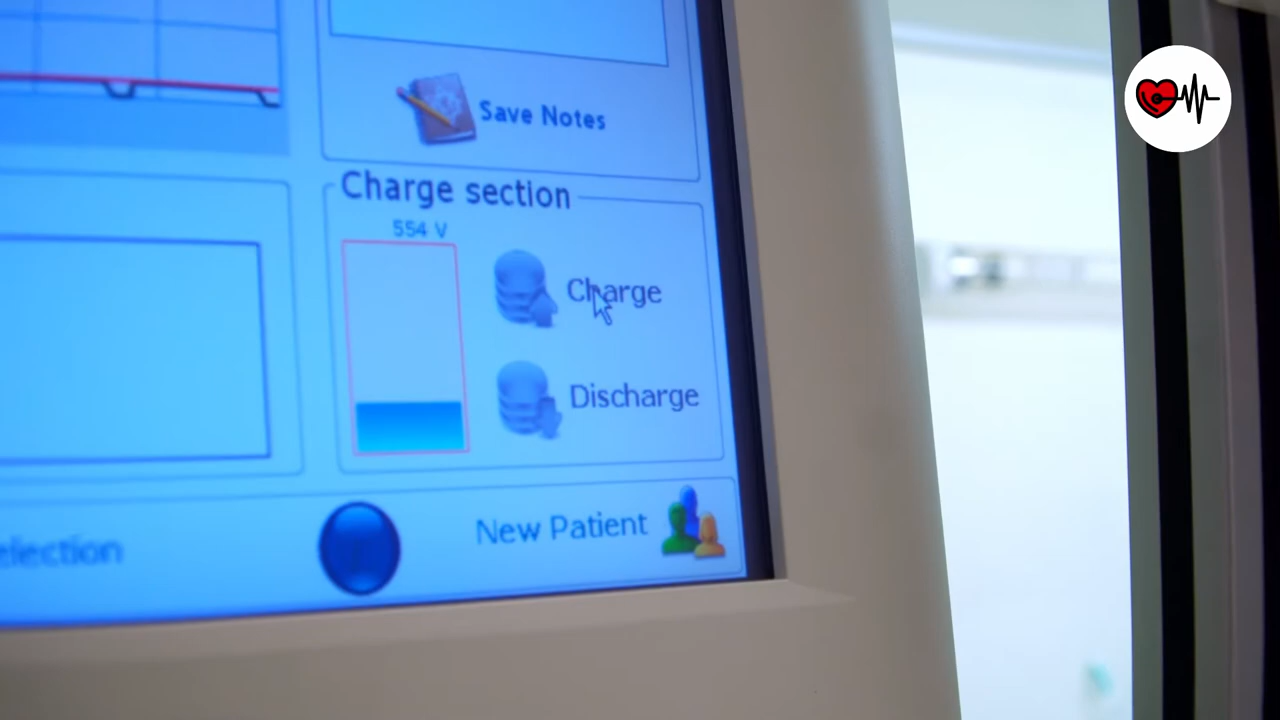 Save Notes
Charge section
554 V
Charge
Discharge
election
New Patient